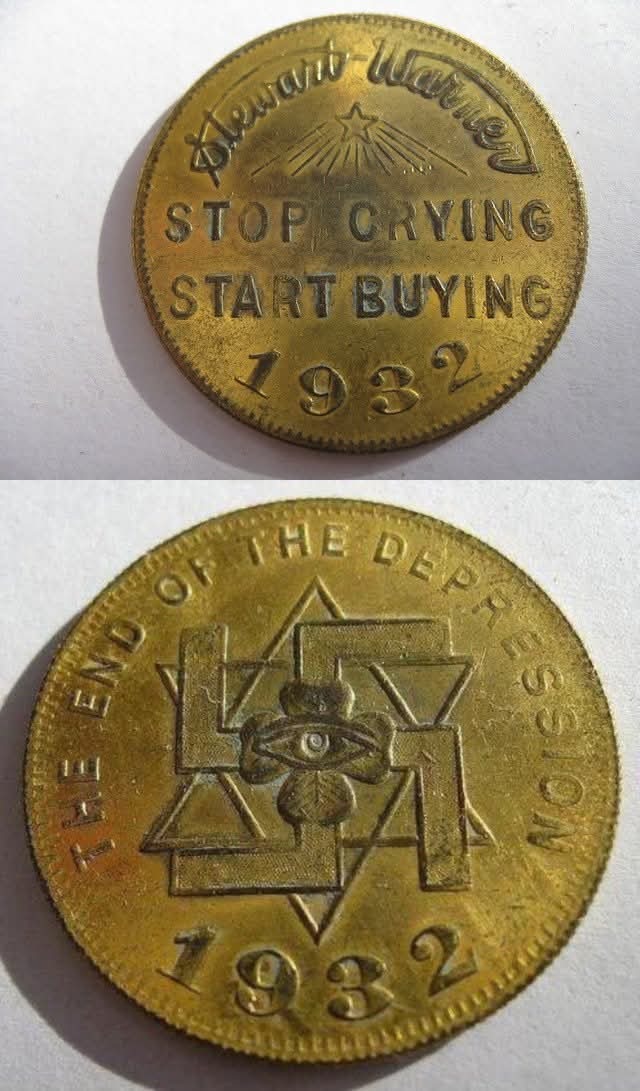 Stewart-Warner
STOP CRYING
START BUYING
1932
THE END OF THE DEPRESSION
1932